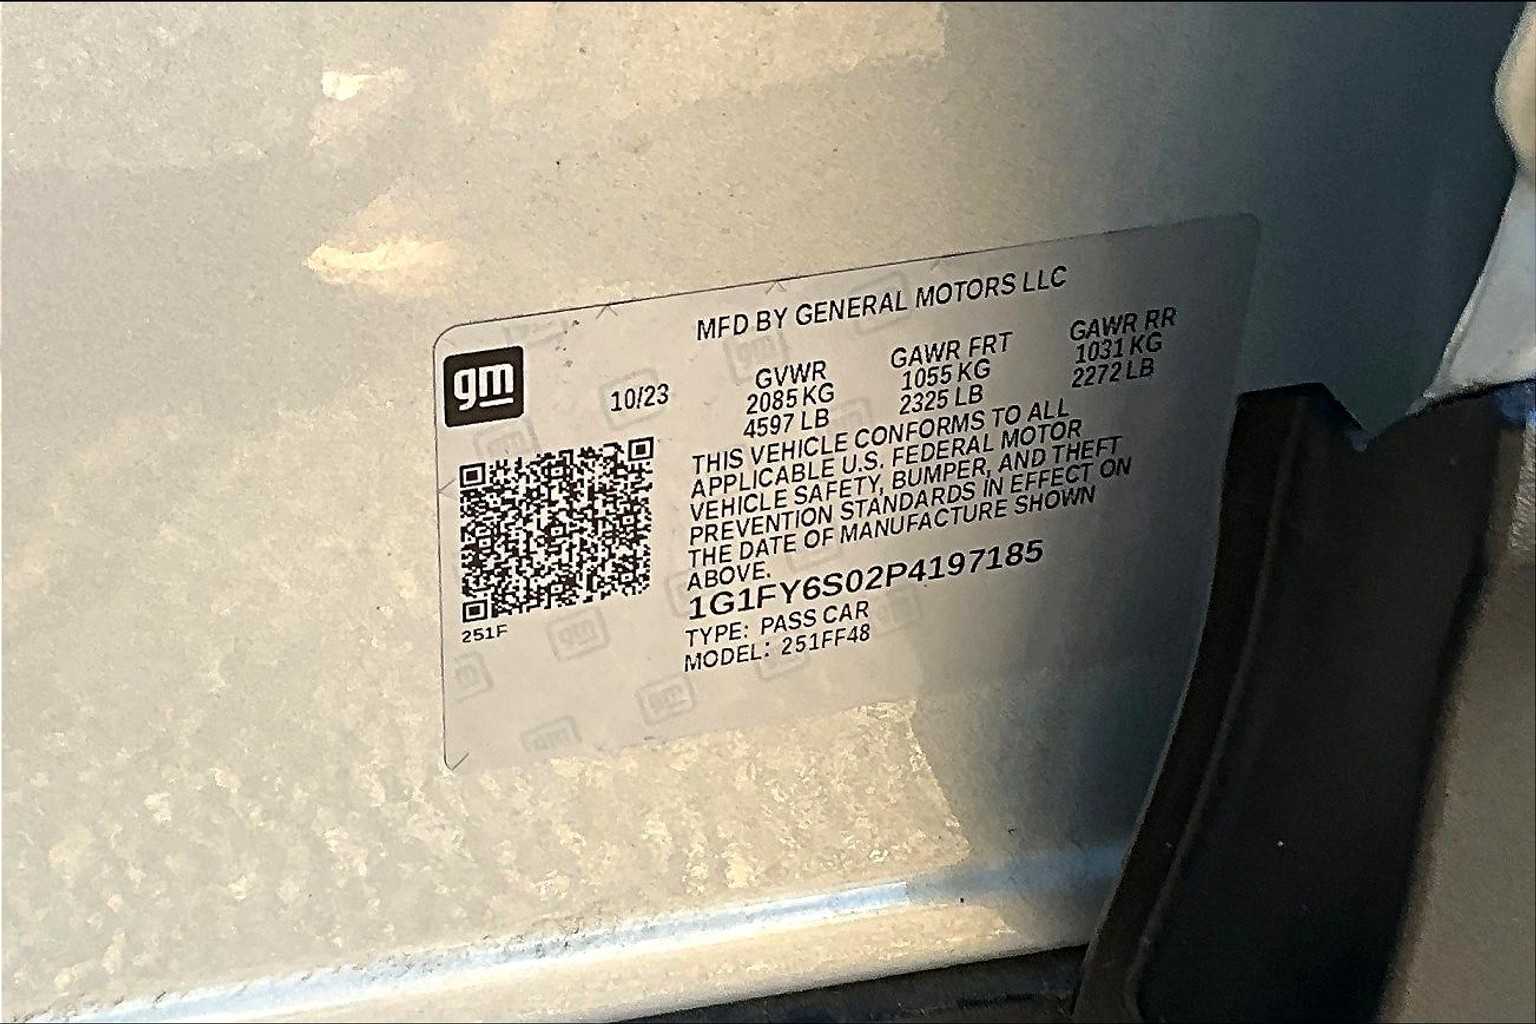 MFD BY GENERAL MOTORS LLC
gm
10/23
GVWR
2085 KG
4597 LB
GAWR FRT
1055 KG
2325 LB
GAWR RR
1031 KG
2272 LB
THIS VEHICLE CONFORMS TO ALL
APPLICABLE U.S. FEDERAL MOTOR
VEHICLE SAFETY, BUMPER, AND THEFT
PREVENTION STANDARDS IN EFFECT ON
THE DATE OF MANUFACTURE SHOWN
ABOVE.
1G1FY6S02P4197185
TYPE: PASS CAR
MODEL: 251FF48
251F